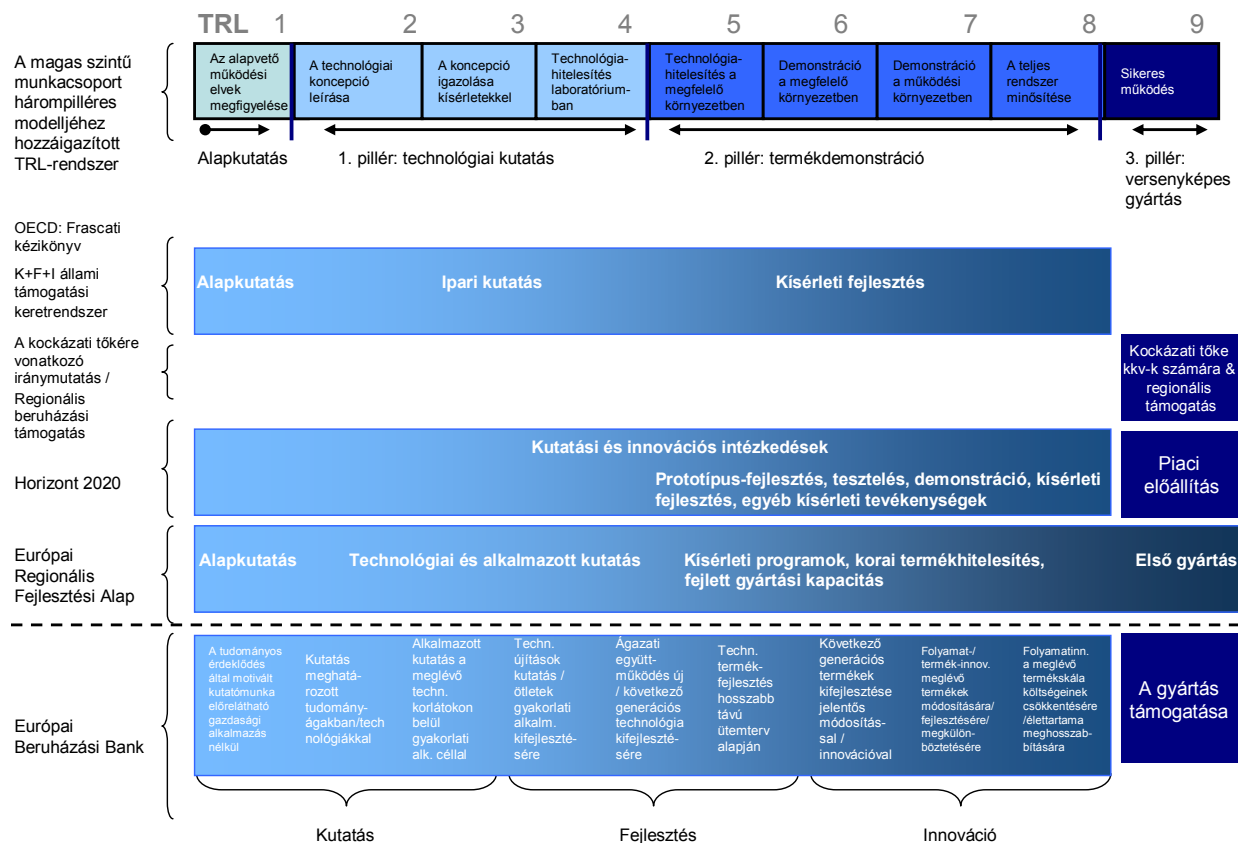 TRL 1 2 3 4 5 6 7 8 9
A magas szintű
munkacsoport
hárompilléres
modelljéhez
hozzáigazított
TRL-rendszer
Az alapvető
működési
elvek
megfigyelése
A technológiai
koncepció
leírása
A koncepció
igazolása
kísérletekkel
Technológia-
hitelesítés
laboratórium-
ban
Technológia-
hitelesítés a
megfelelő
környezetben
Demonstráció
a megfelelő
környezetben
Demonstráció
a működési
környezetben
A teljes
rendszer
minősítése
Sikeres
működés
Alapkutatás
1. pillér: technológiai kutatás
2. pillér: termékdemonstráció
3. pillér:
versenyképes
gyártás
OECD: Frascati
kézikönyv
K+F+I állami
támogatási
keretrendszer
Alapkutatás
Ipari kutatás
Kísérleti fejlesztés
A kockázati tőkére
vonatkozó
iránymutatás /
Regionális
beruházási
támogatás
Kockázati tőke
kkv-k számára &
regionális
támogatás
Horizont 2020
Kutatási és innovációs intézkedések
Prototípus-fejlesztés, tesztelés, demonstráció, kísérleti
fejlesztés, egyéb kísérleti tevékenységek
Piaci
előállítás
Európai
Regionális
Fejlesztési Alap
Alapkutatás
Technológiai és alkalmazott kutatás
Kísérleti programok, korai termékhitelesítés,
fejlett gyártási kapacitás
Első gyártás
Európai
Beruházási Bank
A tudományos
érdeklődés
által motivált
kutatómunka
előrelátható
gazdasági
alkalmazás
nélkül
Kutatás
meghatá-
rozott
tudomány-
ágakban/tech
nológiákkal
Alkalmazott
kutatás a
meglévő
techn.
korlátokon
belül
gyakorlati
alk. céllal
Techn.
újítások
kutatás /
ötletek
gyakorlati
alkalm.
kifejleszté-
sére
Ágazati
együtt-
működés új
/ következő
generációs
technológia
kifejleszté-
sére
Techn.
termék-
fejlesztés
hosszabb
távú
ütemterv
alapján
Következő
generációs
termékek
kifejlesztése
jelentős
módosítás-
sal /
innovációval
Folyamat-/
termék-innov.
meglévő
termékek
módosítására/
fejlesztésére/
megkülön-
böztetésére
Folyamatinn.
a meglévő
termékskála
költségeinek
csökkentésére
/élettartama
meghosszab-
bítására
A gyártás
támogatása
Kutatás
Fejlesztés
Innováció